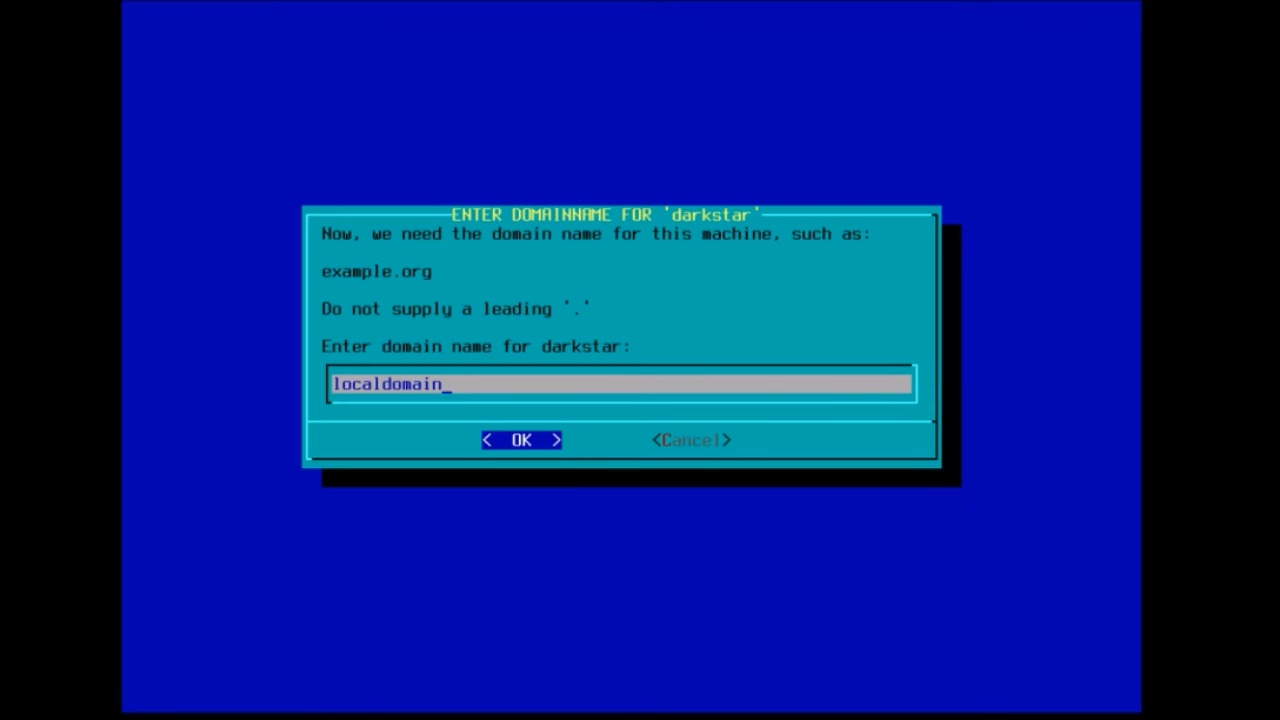 ENTER DOMAINNAME FOR 'darkstar'
Now, we need the domain name for this machine, such as:
example.org
Do not supply a leading '.'
Enter domain name for darkstar:
localdomain_
< OK > <Cancel>